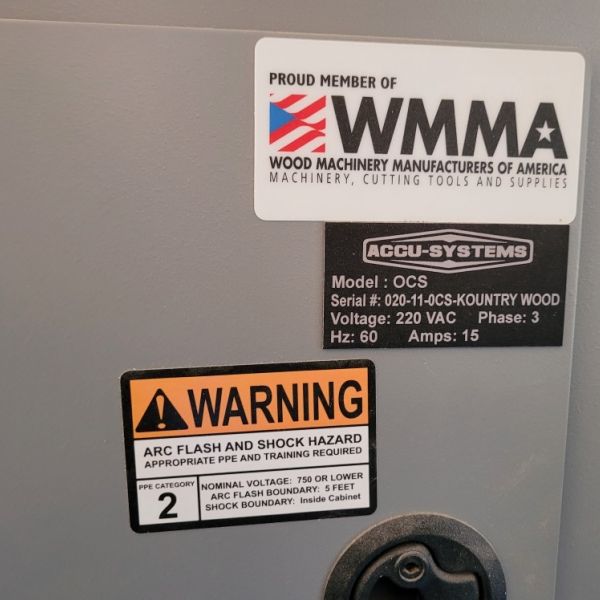 PROUD MEMBER OF
WMMA
WOOD MACHINERY MANUFACTURERS OF AMERICA
MACHINERY, CUTTING TOOLS AND SUPPLIES
ACCU-SYSTEMS
Model : OCS
Serial #: 020-11-0CS-KOUNTRY WOOD
Voltage: 220 VAC Phase: 3
Hz: 60 Amps: 15
WARNING
ARC FLASH AND SHOCK HAZARD
APPROPRIATE PPE AND TRAINING REQUIRED
PPE CATEGORY
2
NOMINAL VOLTAGE: 750 OR LOWER
ARC FLASH BOUNDARY: 5 FEET
SHOCK BOUNDARY: Inside Cabinet